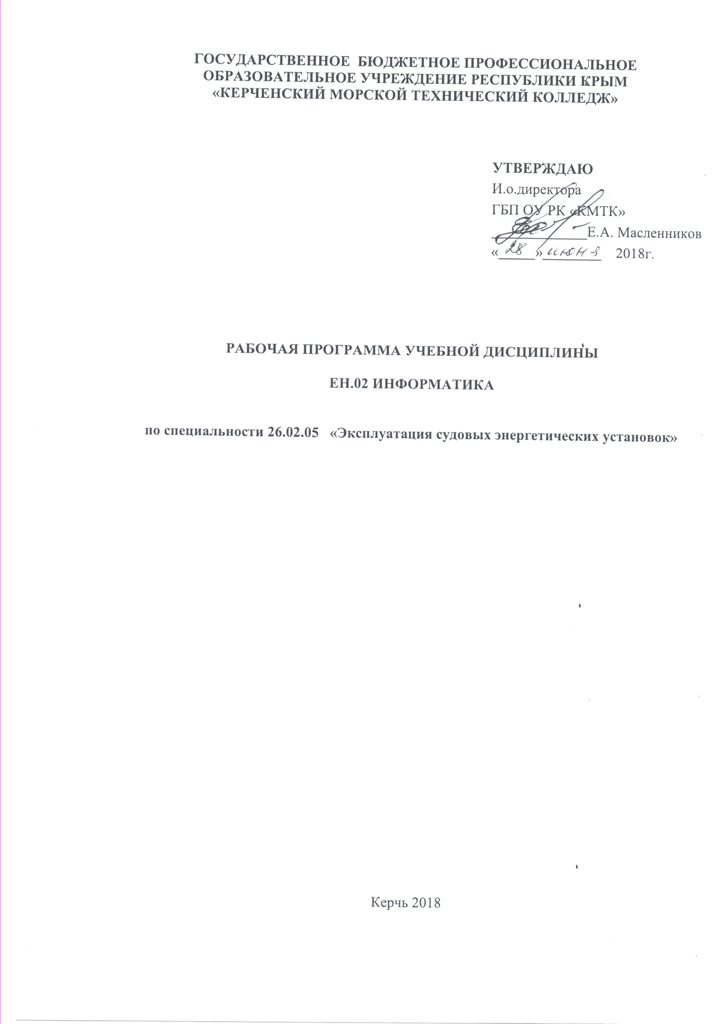 ГОСУДАРСТВЕННОЕ БЮДЖЕТНОЕ ПРОФЕССИОНАЛЬНОЕ
ОБРАЗОВАТЕЛЬНОЕ УЧРЕЖДЕНИЕ РЕСПУБЛИКИ КРЫМ
«КЕРЧЕНСКИЙ МОРСКОЙ ТЕХНИЧЕСКИЙ КОЛЛЕДЖ»
УТВЕРЖДАЮ
И.о.директора
ГБП ОУ РК «КМТК»
Е.А. Масленников
«28» июня 2018г.
РАБОЧАЯ ПРОГРАММА УЧЕБНОЙ ДИСЦИПЛИНЫ
ЕН.02 ИНФОРМАТИКА
по специальности 26.02.05 «Эксплуатация судовых энергетических установок»
Керчь 2018